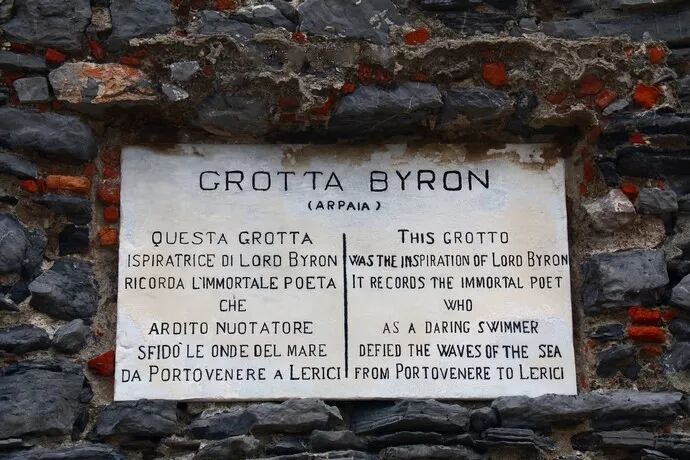 GROTTA BYRON
(ARPAIA)
QUESTA GROTTA
ISPIRATRICE DI LORD BYRON
RICORDA L'IMMORTALE POETA
CHE
ARDITO NUOTATORE
SFIDÒ LE ONDE DEL MARE
DA PORTOVENERE A LERICI
THIS GROTTO
WAS THE INSPIRATION OF LORD BYRON
IT RECORDS THE IMMORTAL POET
WHO
AS A DARING SWIMMER
DEFIED THE WAVES OF THE SEA
FROM PORTOVENERE TO LERICI